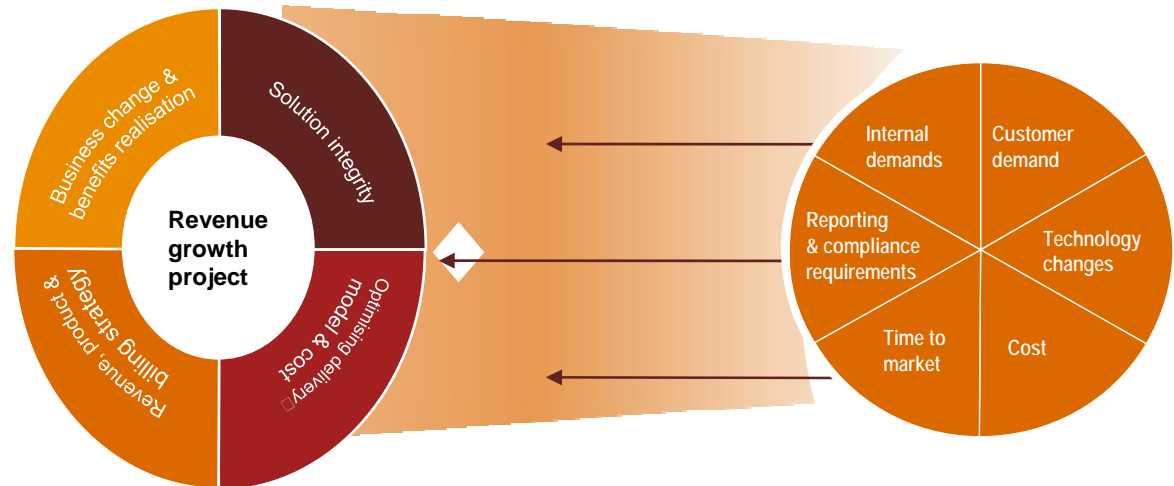 Business change &
benefits realisation
Solution integrity
Revenue
growth
project
Revenue, product &
billing strategy
Optimising delivery
model & cost
Internal
demands
Customer
demand
Reporting
& compliance
requirements
Technology
changes
Time to
market
Cost